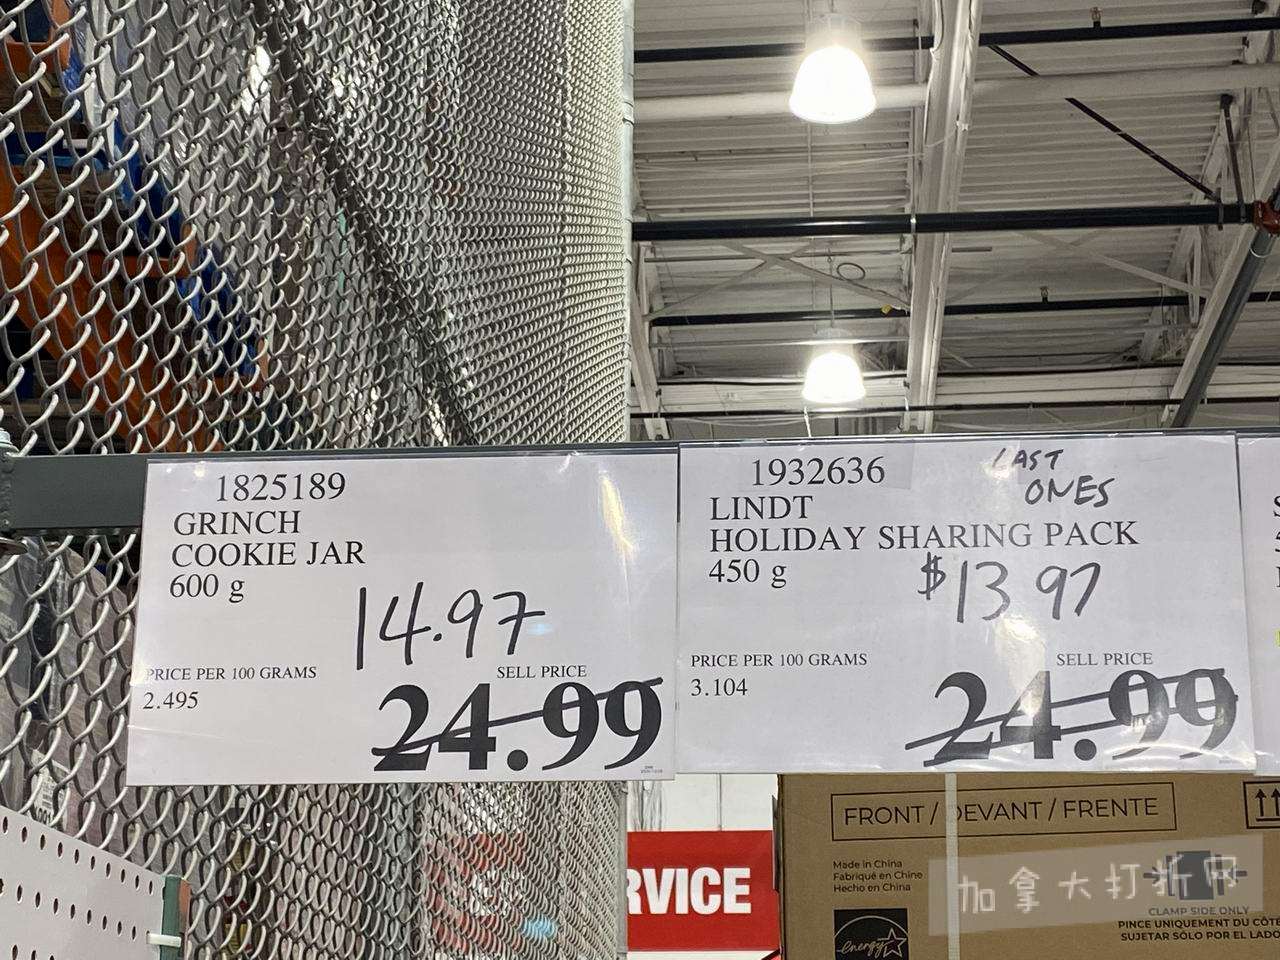 1825189
GRINCH
COOKIE JAR
600 g
14.97
PRICE PER 100 GRAMS
2.495
SELL PRICE
24.99
1932636
LAST
ONES
LINDT
HOLIDAY SHARING PACK
450 g
$13.97
PRICE PER 100 GRAMS
3.104
SELL PRICE
24.99
RVICE
FRONT / DEVANT / FRENTE
Made in China
Fabriqué en Chine
Hecho en China
energy
CLAMP SIDE ONLY
PINCE UNIQUEMENT DU CÔTÉ
SUJETAR SÓLO POR EL LADO
加拿大打折网